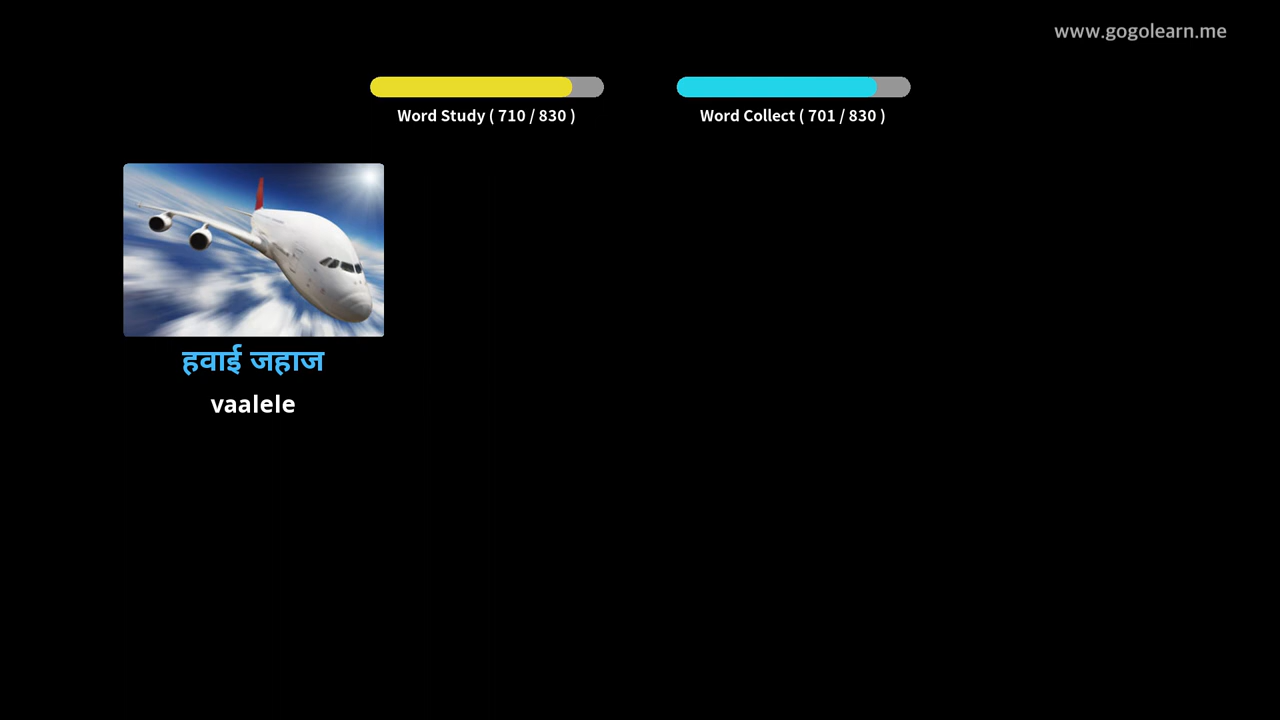 www.gogolearn.me
Word Study ( 710 / 830 )
Word Collect ( 701 / 830 )
हवाई जहाज
vaalele